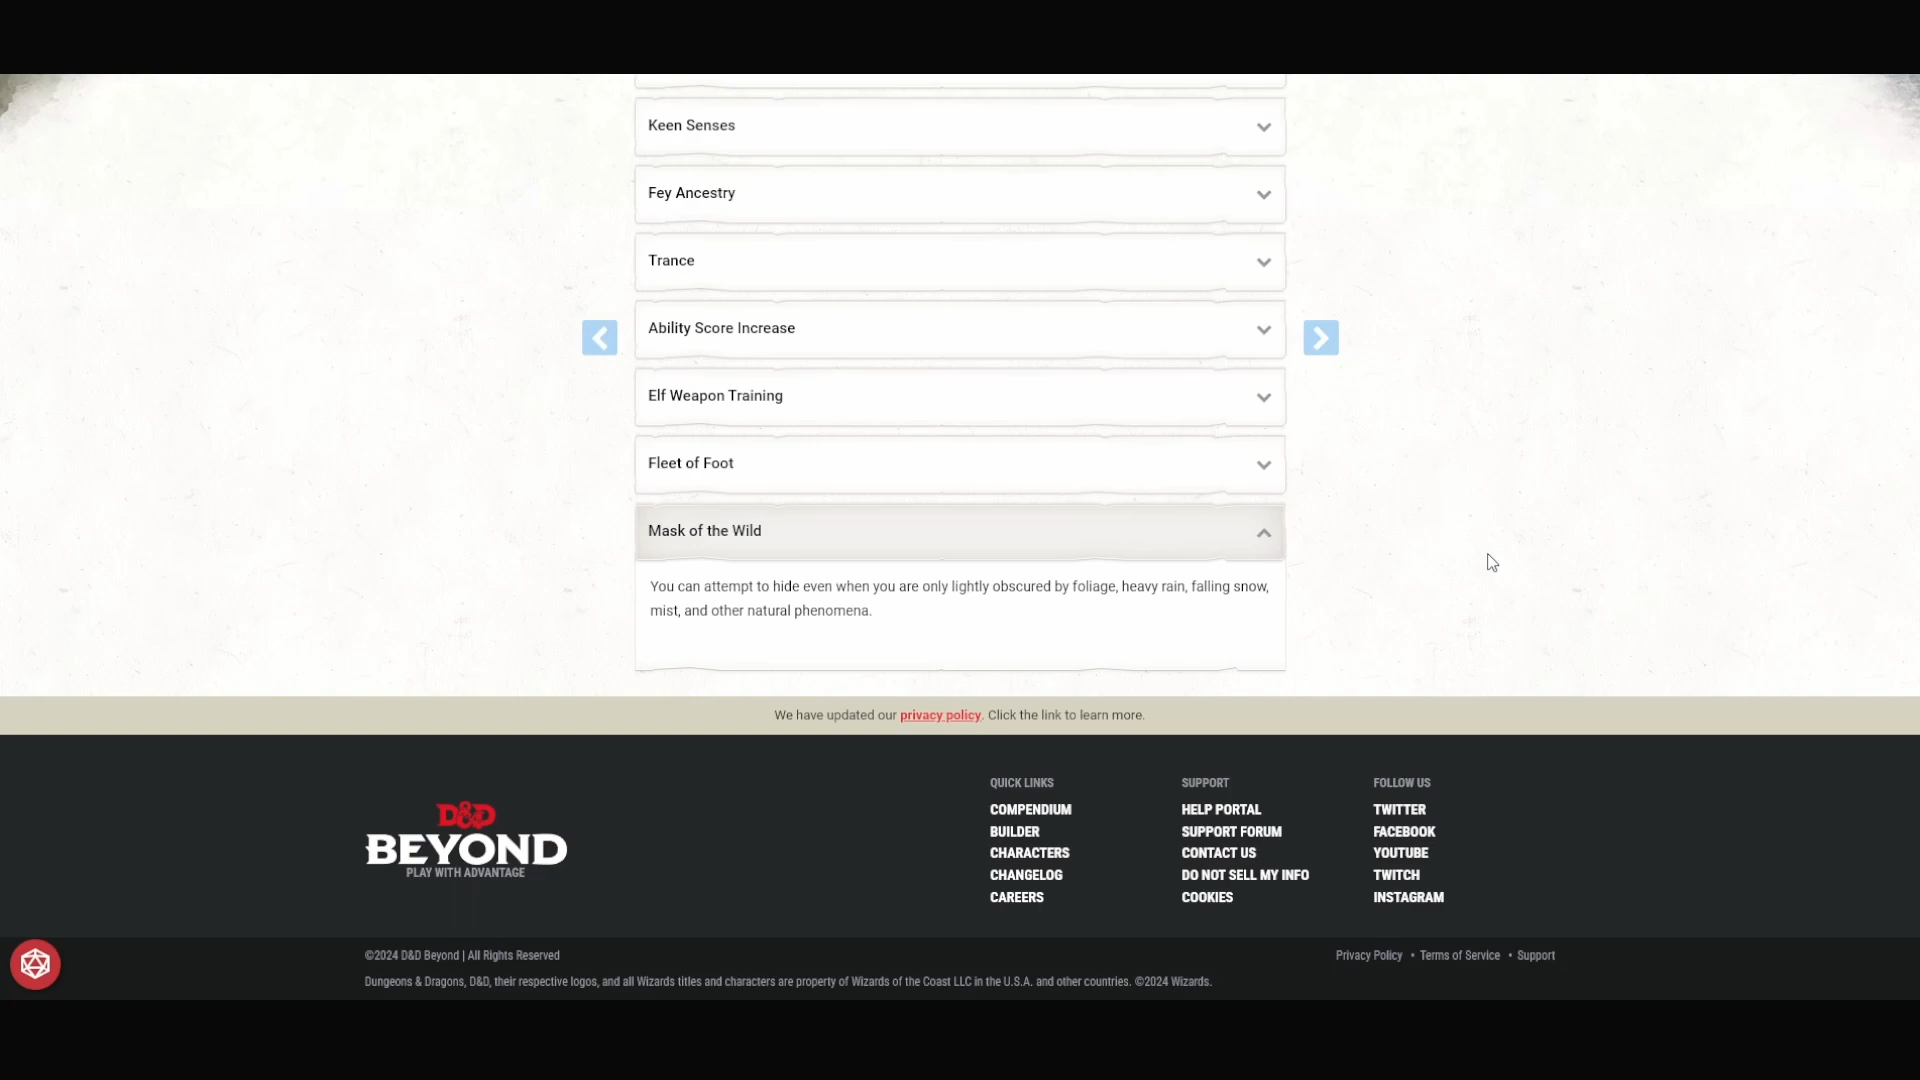 Keen Senses
Fey Ancestry
Trance
Ability Score Increase
Elf Weapon Training
Fleet of Foot
Mask of the Wild
You can attempt to hide even when you are only lightly obscured by foliage, heavy rain, falling snow,
mist, and other natural phenomena.
We have updated our privacy policy. Click the link to learn more.
D&D
BEYOND
PLAY WITH ADVANTAGE
QUICK LINKS
COMPENDIUM
BUILDER
CHARACTERS
CHANGELOG
CAREERS
SUPPORT
HELP PORTAL
SUPPORT FORUM
CONTACT US
DO NOT SELL MY INFO
COOKIES
FOLLOW US
TWITTER
FACEBOOK
YOUTUBE
TWITCH
INSTAGRAM
©2024 D&D Beyond | All Rights Reserved
Privacy Policy • Terms of Service • Support
Dungeons & Dragons, D&D, their respective logos, and all Wizards titles and characters are property of Wizards of the Coast LLC in the U.S.A. and other countries. ©2024 Wizards.